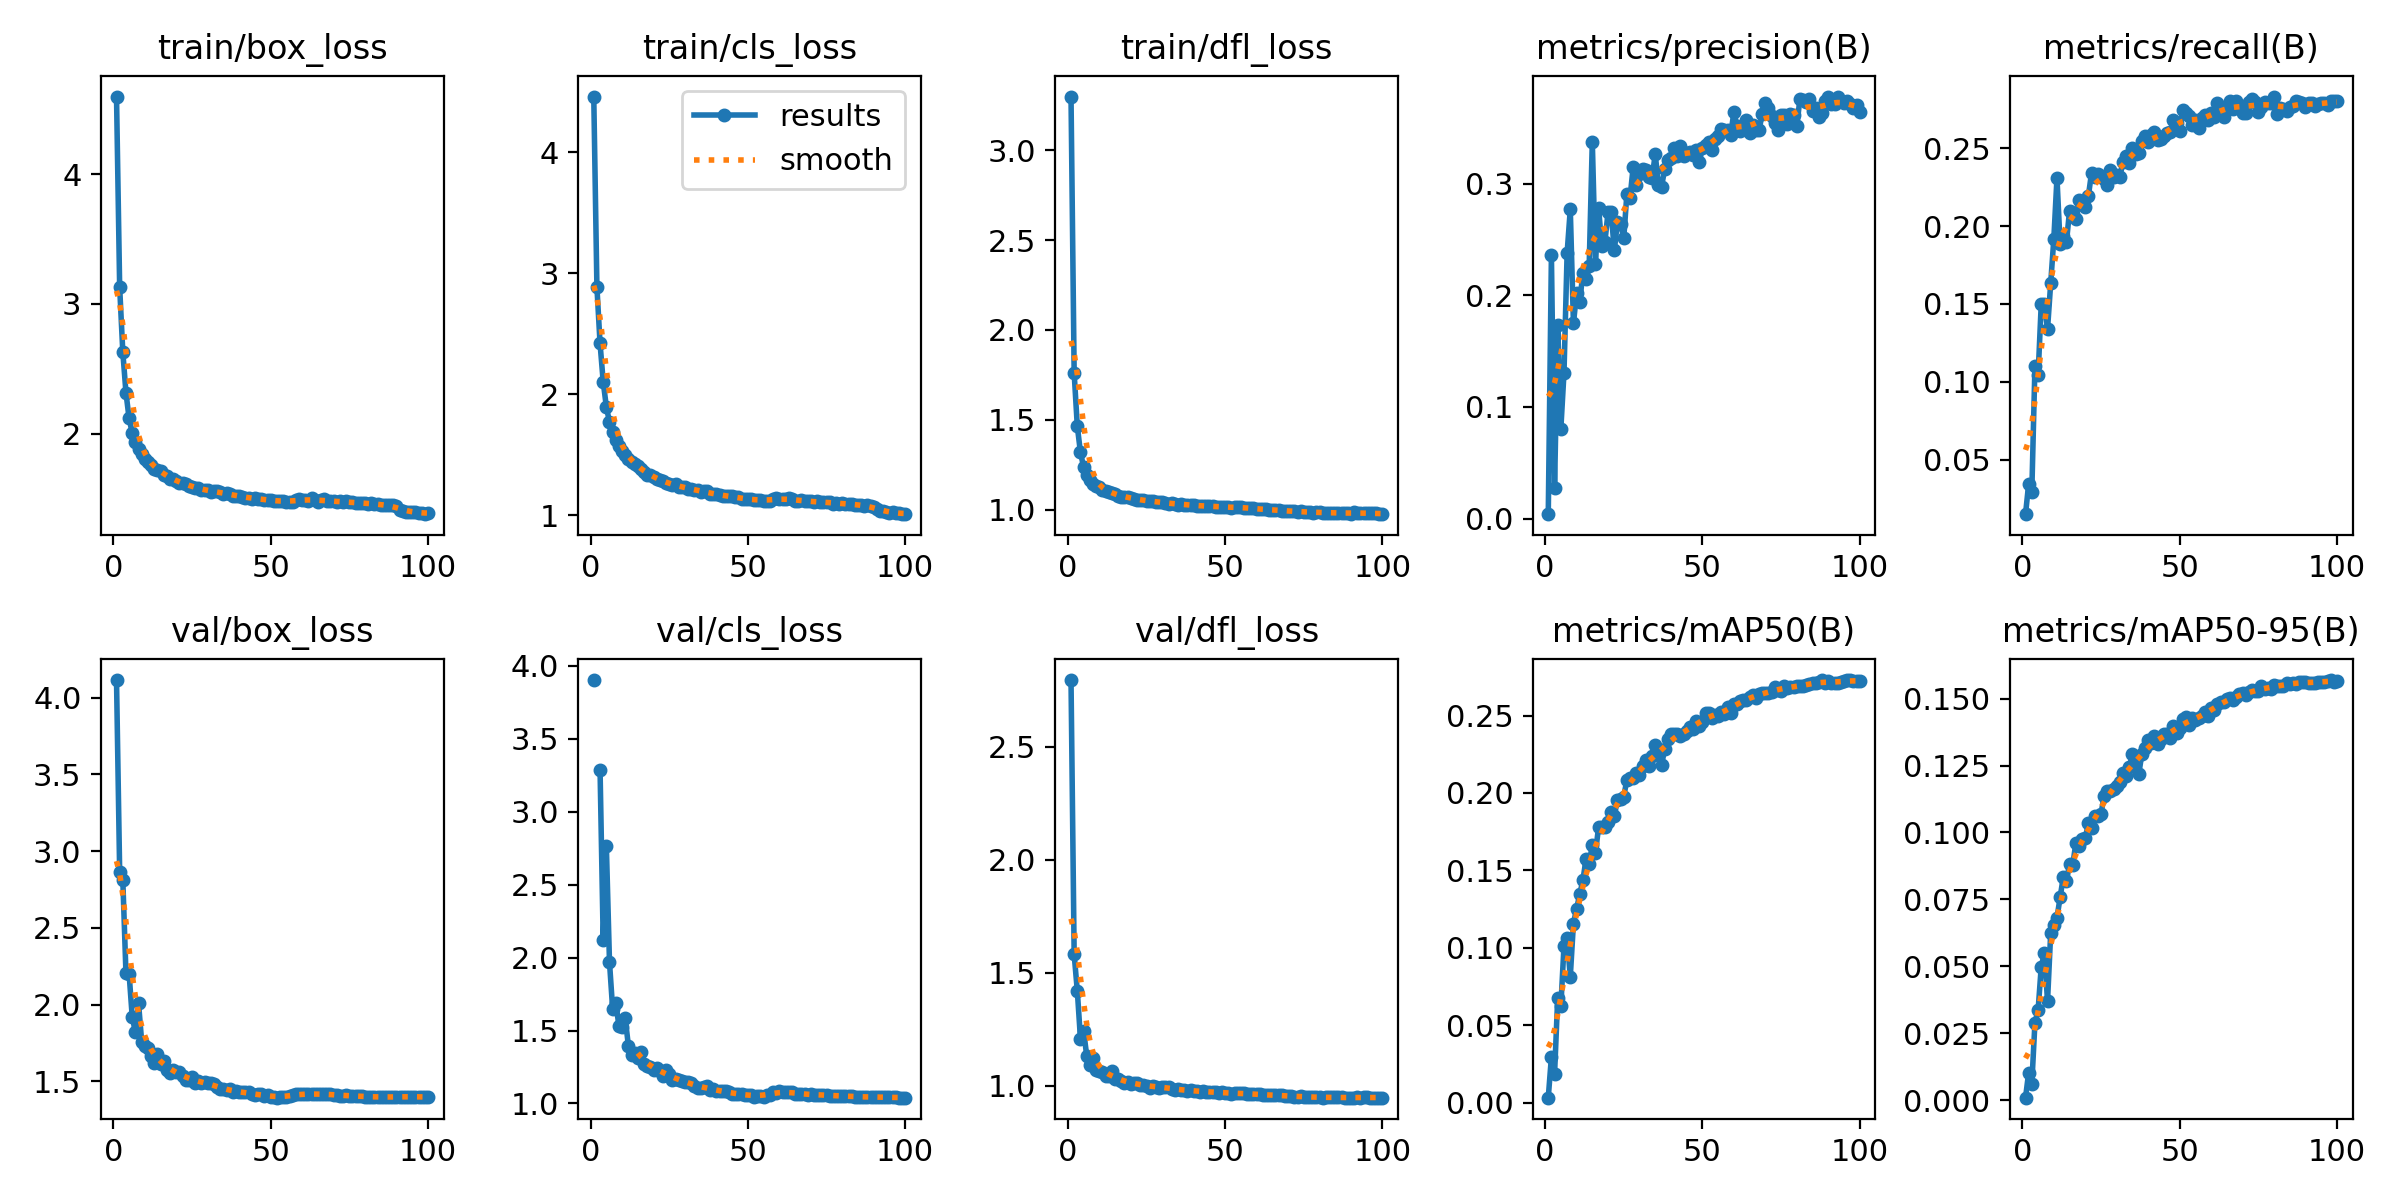 train/box_loss
4
3
2
0 50 100
train/cls_loss
results
smooth
4
3
2
1
0 50 100
train/dfl_loss
3.0
2.5
2.0
1.5
1.0
0 50 100
metrics/precision(B)
0.3
0.2
0.1
0.0
0 50 100
metrics/recall(B)
0.25
0.20
0.15
0.10
0.05
0 50 100
val/box_loss
4.0
3.5
3.0
2.5
2.0
1.5
0 50 100
val/cls_loss
4.0
3.5
3.0
2.5
2.0
1.5
1.0
0 50 100
val/dfl_loss
2.5
2.0
1.5
1.0
0 50 100
metrics/mAP50(B)
0.25
0.20
0.15
0.10
0.05
0.00
0 50 100
metrics/mAP50-95(B)
0.150
0.125
0.100
0.075
0.050
0.025
0.000
0 50 100